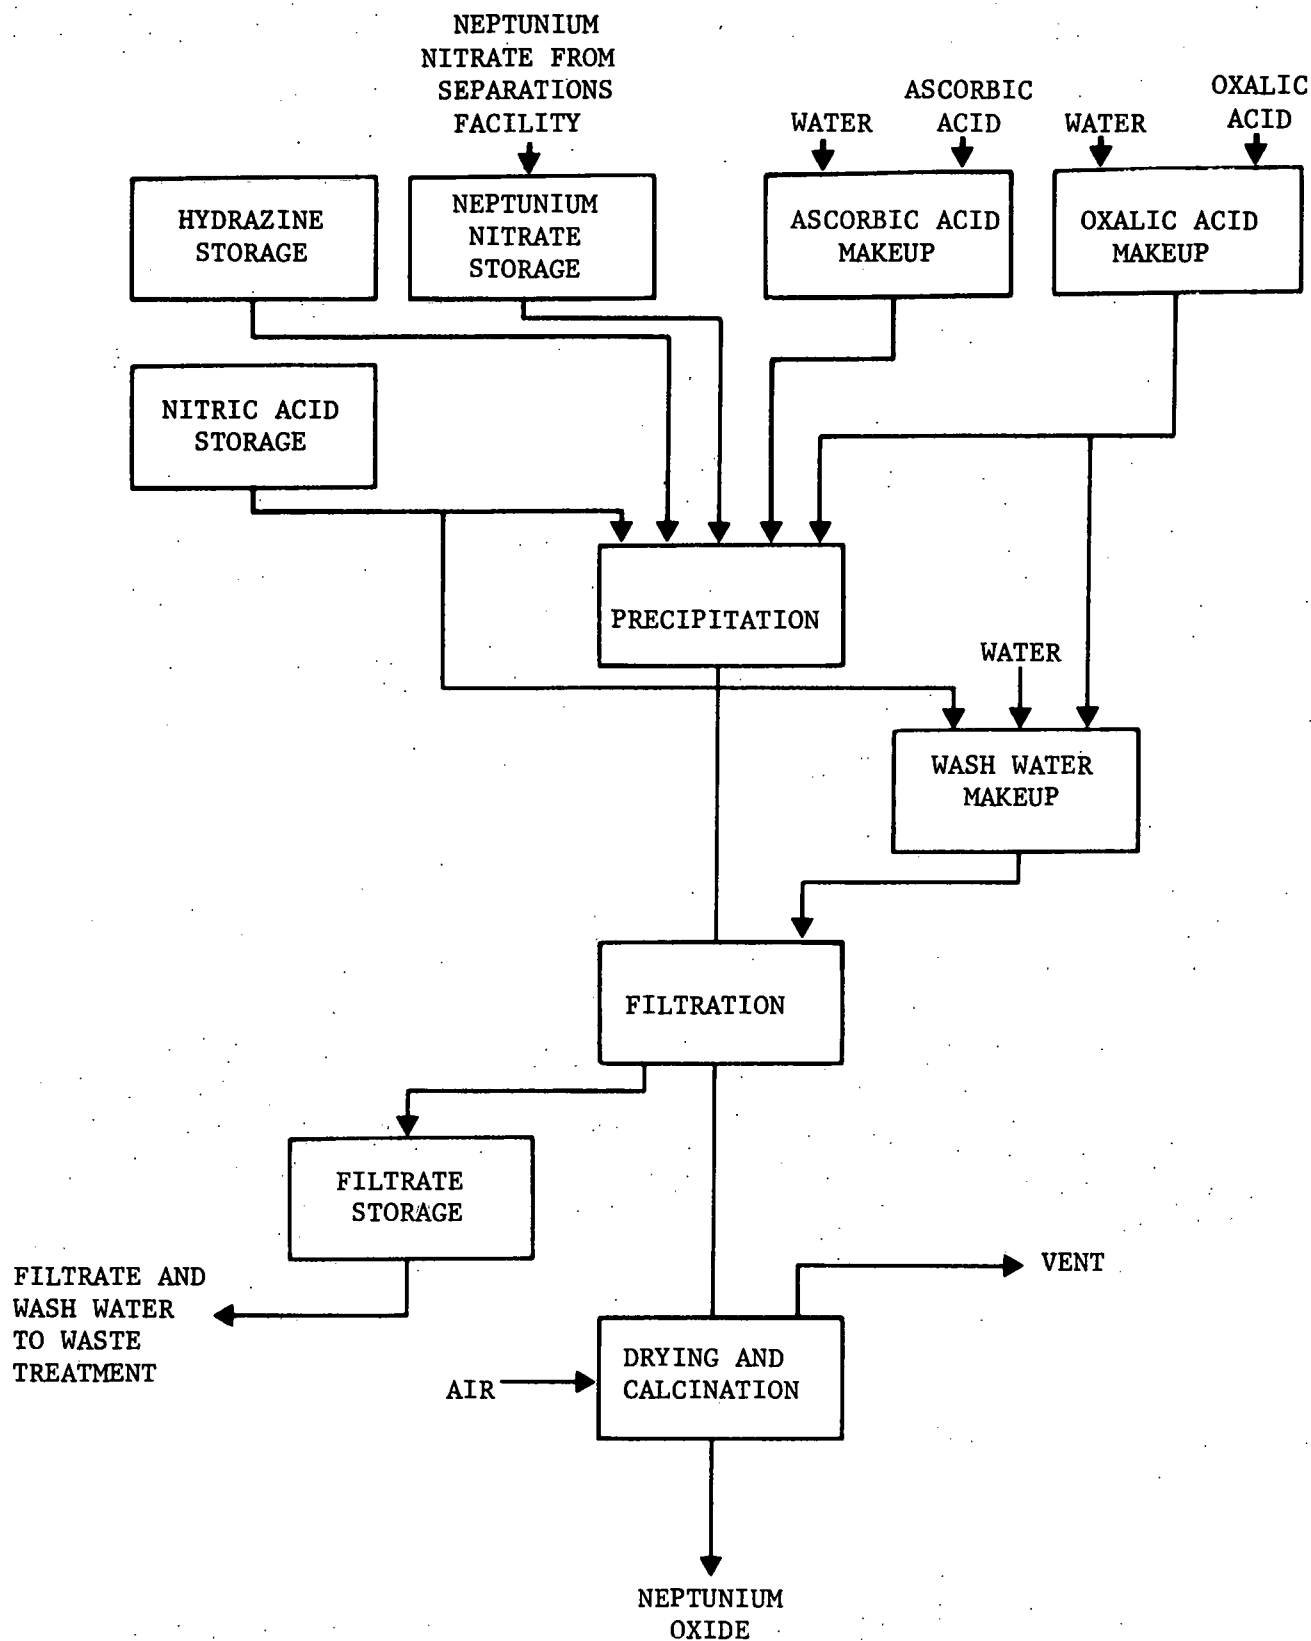 NEPTUNIUM
NITRATE FROM
SEPARATIONS
FACILITY
WATER
ASCORBIC
ACID
WATER
OXALIC
ACID
HYDRAZINE
STORAGE
NEPTUNIUM
NITRATE
STORAGE
ASCORBIC ACID
MAKEUP
OXALIC ACID
MAKEUP
NITRIC ACID
STORAGE
PRECIPITATION
WATER
WASH WATER
MAKEUP
FILTRATION
FILTRATE
STORAGE
FILTRATE AND
WASH WATER
TO WASTE
TREATMENT
VENT
DRYING AND
CALCINATION
AIR
NEPTUNIUM
OXIDE